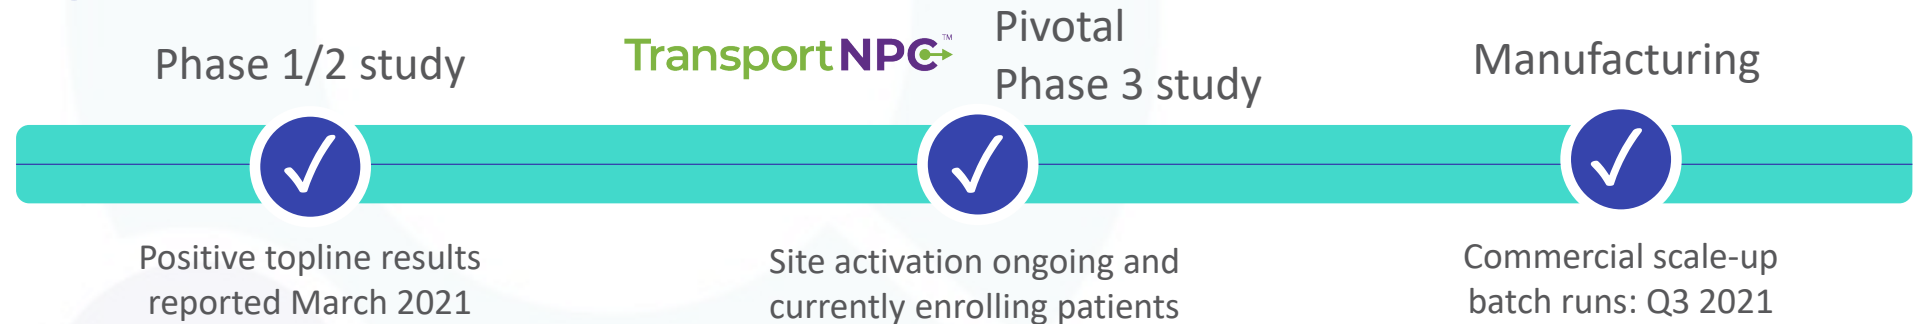 Phase 1/2 study
Positive topline results
reported March 2021
TransportNPC™
Pivotal
Phase 3 study
Site activation ongoing and
currently enrolling patients
Manufacturing
Commercial scale-up
batch runs: Q3 2021